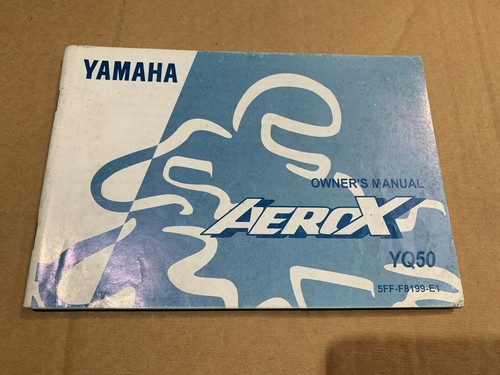 YAMAHA
OWNER'S MANUAL
AEROX
YQ50
5FF-F8199-E1